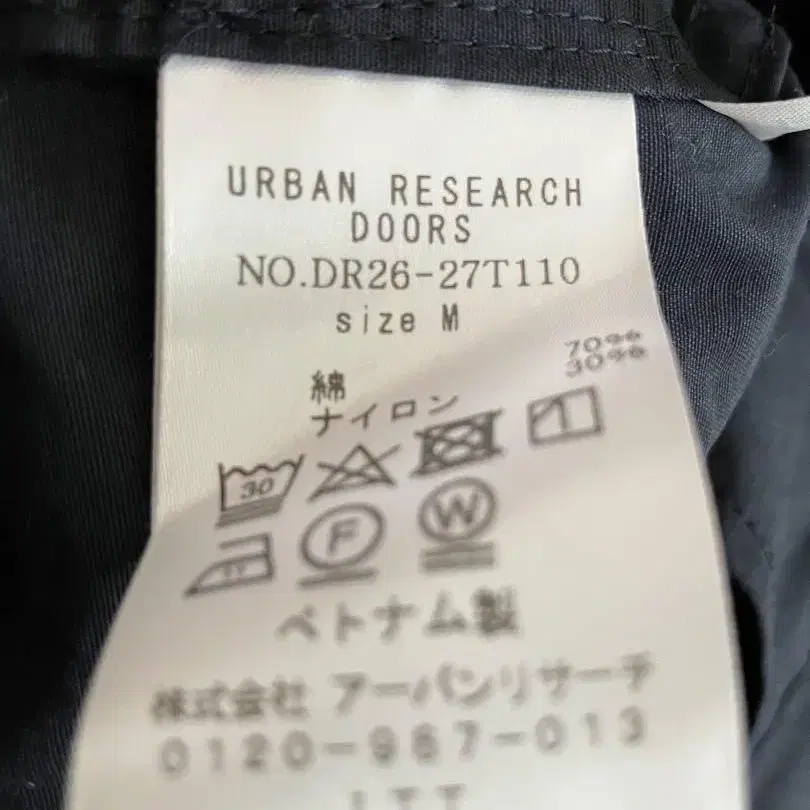 URBAN RESEARCH
DOORS
NO.DR26-27T110
size M
綿 70%
ナイロン 30%
30
F W
ベトナム製
株式会社 アーバンリサーチ
0120-987-013